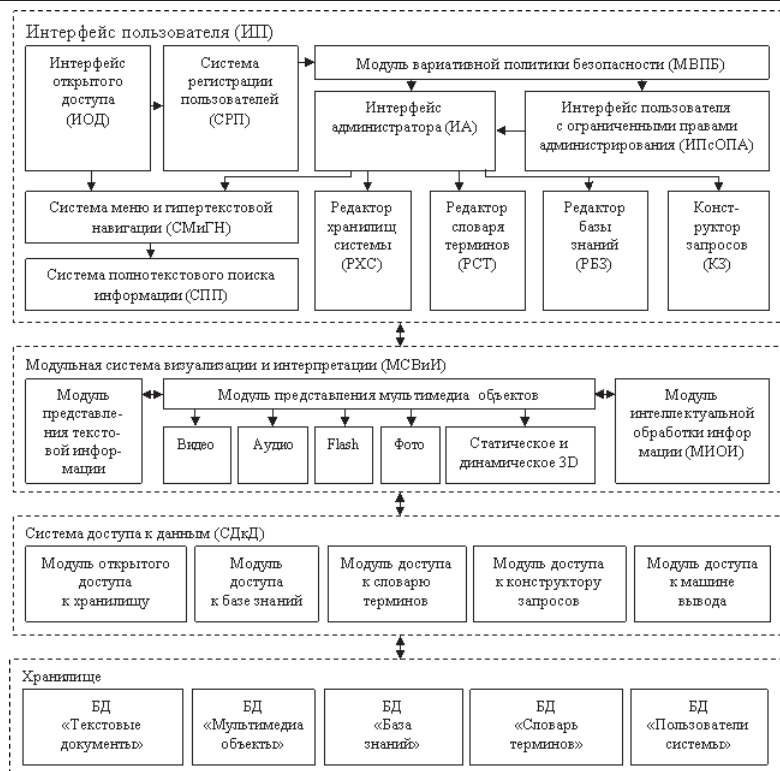 Интерфейс пользователя (ИП)
Интерфейс
открытого
доступа
(ИОД)
Система
регистрации
пользователей
(СРП)
Модуль вариативной политики безопасности (МВПБ)
Интерфейс
администратора (ИА)
Интерфейс пользователя
с ограниченными правами
администрирования (ИПсОПА)
Система меню и гипертекстовой
навигации (СМиГН)
Система полнотекстового поиска
информации (СПП)
Редактор
хранилищ
системы
(РХС)
Редактор
словаря
терминов
(РСТ)
Редактор
базы
знаний
(РБЗ)
Конст-
руктор
запросов
(КЗ)
Модульная система визуализации и интерпретации (МСВиИ)
Модуль
представле-
ния тексто-
вой инфор-
мации
Модуль представления мультимедиа объектов
Видео
Аудио
Flash
Фото
Статическое и
динамическое 3D
Модуль
интеллектуальной
обработки инфор
мации (МИОИ)
Система доступа к данным (СДкД)
Модуль открытого
доступа
к хранилищу
Модуль
доступа
к базе знаний
Модуль доступа
к словарю
терминов
Модуль доступа
к конструктору
запросов
Модуль доступа
к машине
вывода
Хранилище
БД
«Текстовые
документы»
БД
«Мультимедиа
объекты»
БД
«База
знаний»
БД
«Словарь
терминов»
БД
«Пользователи
системы»